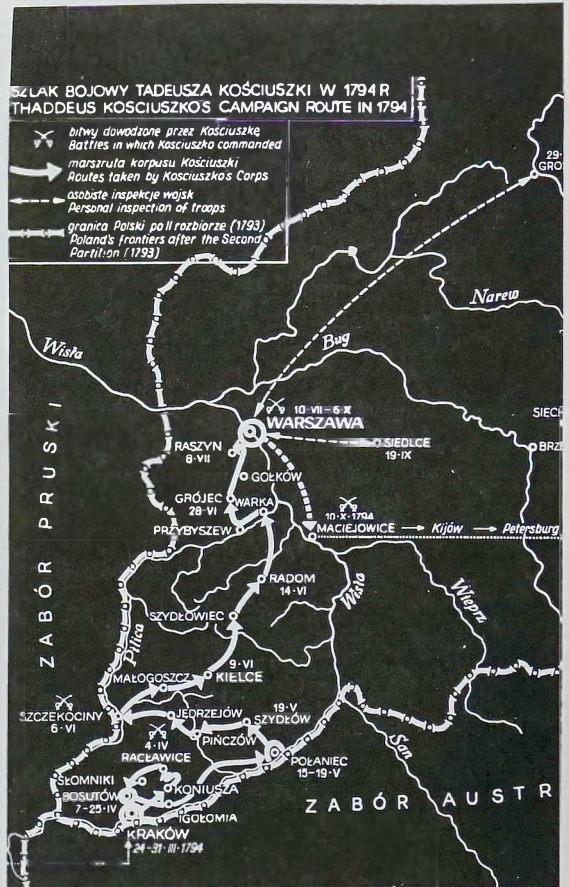 SZLAK BOJOWY TADEUSZA KOŚCIUSZKI W 1794 R
THADDEUS KOSCIUSZKO'S CAMPAIGN ROUTE IN 1794
bitwy dowodzone przez Kościuszkę
Battles in which Kosciuszko commanded
marszruta korpusu Kościuszki
Routes taken by Kosciuszko's Corps
osobiste inspekcje wojsk
Personal inspection of troops
granica Polski po II rozbiorze (1793)
Poland's frontiers after the Second
Partition (1793)
29·
GRO
Narew
Wisła
Bug
10·VII-6·X
WARSZAWA
SIECH
RASZYN
8·VII
SIEDLCE
19·IX
BRZE
GOŁKÓW
GRÓJEC
28·VI
WARKA
10·X·1794
PRZYBYSZEW
MACIEJOWICE → Kijów → Petersburg
ZABÓR PRUSKI
RADOM
14·VI
Wisła
Wieprz
SZYDŁOWIEC
Pilica
9·VI
KIELCE
MAŁOGOSZCZ
SZCZEKOCINY
6·VI
JĘDRZEJÓW
19·V
SZYDŁÓW
PIŃCZÓW
4·IV
RACŁAWICE
POŁANIEC
15-19·V
San
SŁOMNIKI
KONIUSZA
BOSUTÓW
7-25·IV
IGOŁOMIA
ZABÓR AUSTR
KRAKÓW
24-31·III·1794